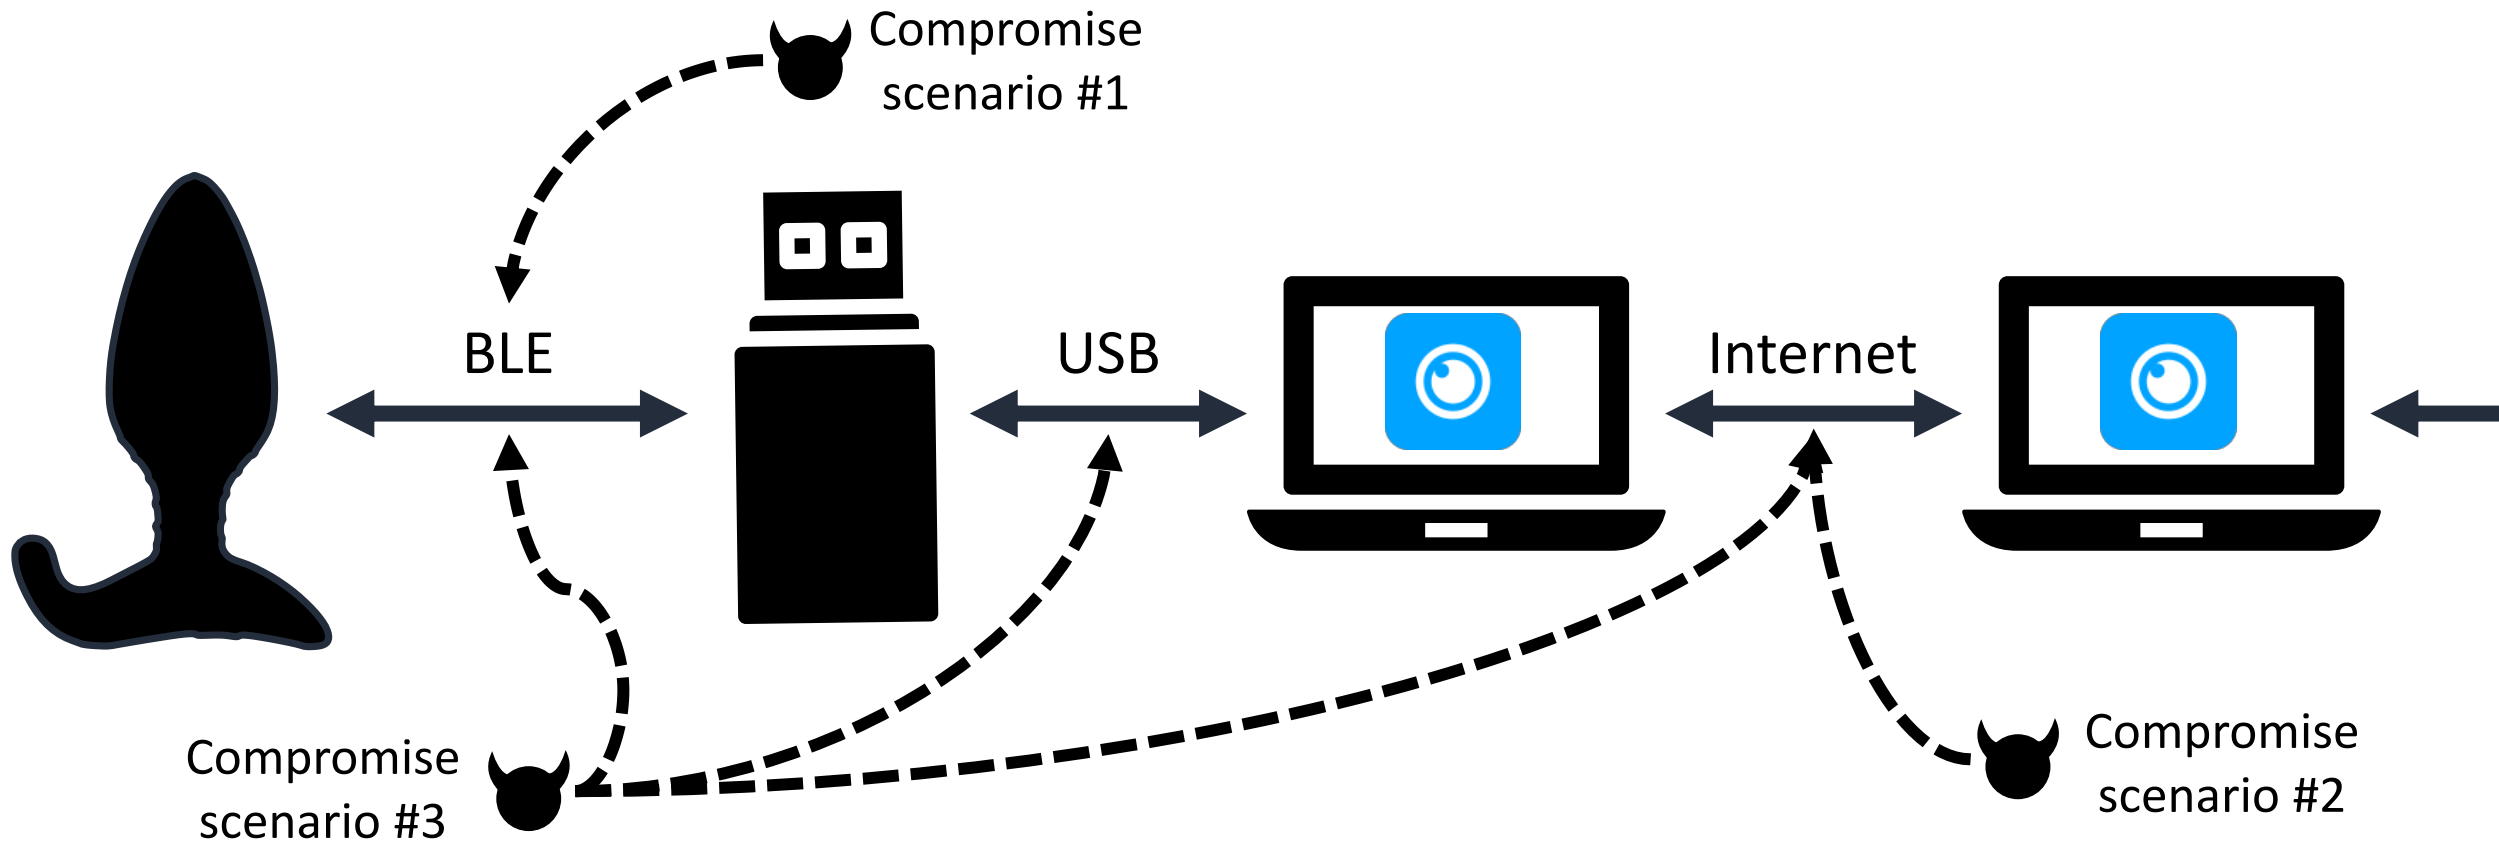 Compromise
scenario #1
BLE
USB
Internet
Compromise
scenario #3
Compromise
scenario #2